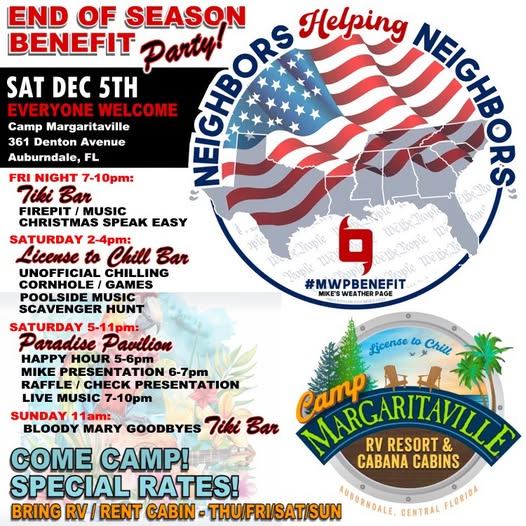 END OF SEASON
BENEFIT Party!
SAT DEC 5TH
EVERYONE WELCOME
Camp Margaritaville
361 Denton Avenue
Auburndale, FL
FRI NIGHT 7-10pm:
Tiki Bar
FIREPIT / MUSIC
CHRISTMAS SPEAK EASY
SATURDAY 2-4pm:
License to Chill Bar
UNOFFICIAL CHILLING
CORNHOLE / GAMES
POOLSIDE MUSIC
SCAVENGER HUNT
SATURDAY 5-11pm:
Paradise Pavilion
HAPPY HOUR 5-6pm
MIKE PRESENTATION 6-7pm
RAFFLE / CHECK PRESENTATION
LIVE MUSIC 7-10pm
SUNDAY 11am:
BLOODY MARY GOODBYES Tiki Bar
COME CAMP!
SPECIAL RATES!
BRING RV / RENT CABIN - THU/FRI/SAT/SUN
"NEIGHBORS Helping NEIGHBORS"
We The People
#MWPBENEFIT
MIKE'S WEATHER PAGE
License to Chill
Camp
MARGARITAVILLE
RV RESORT &
CABANA CABINS
AUBURNDALE, CENTRAL FLORIDA